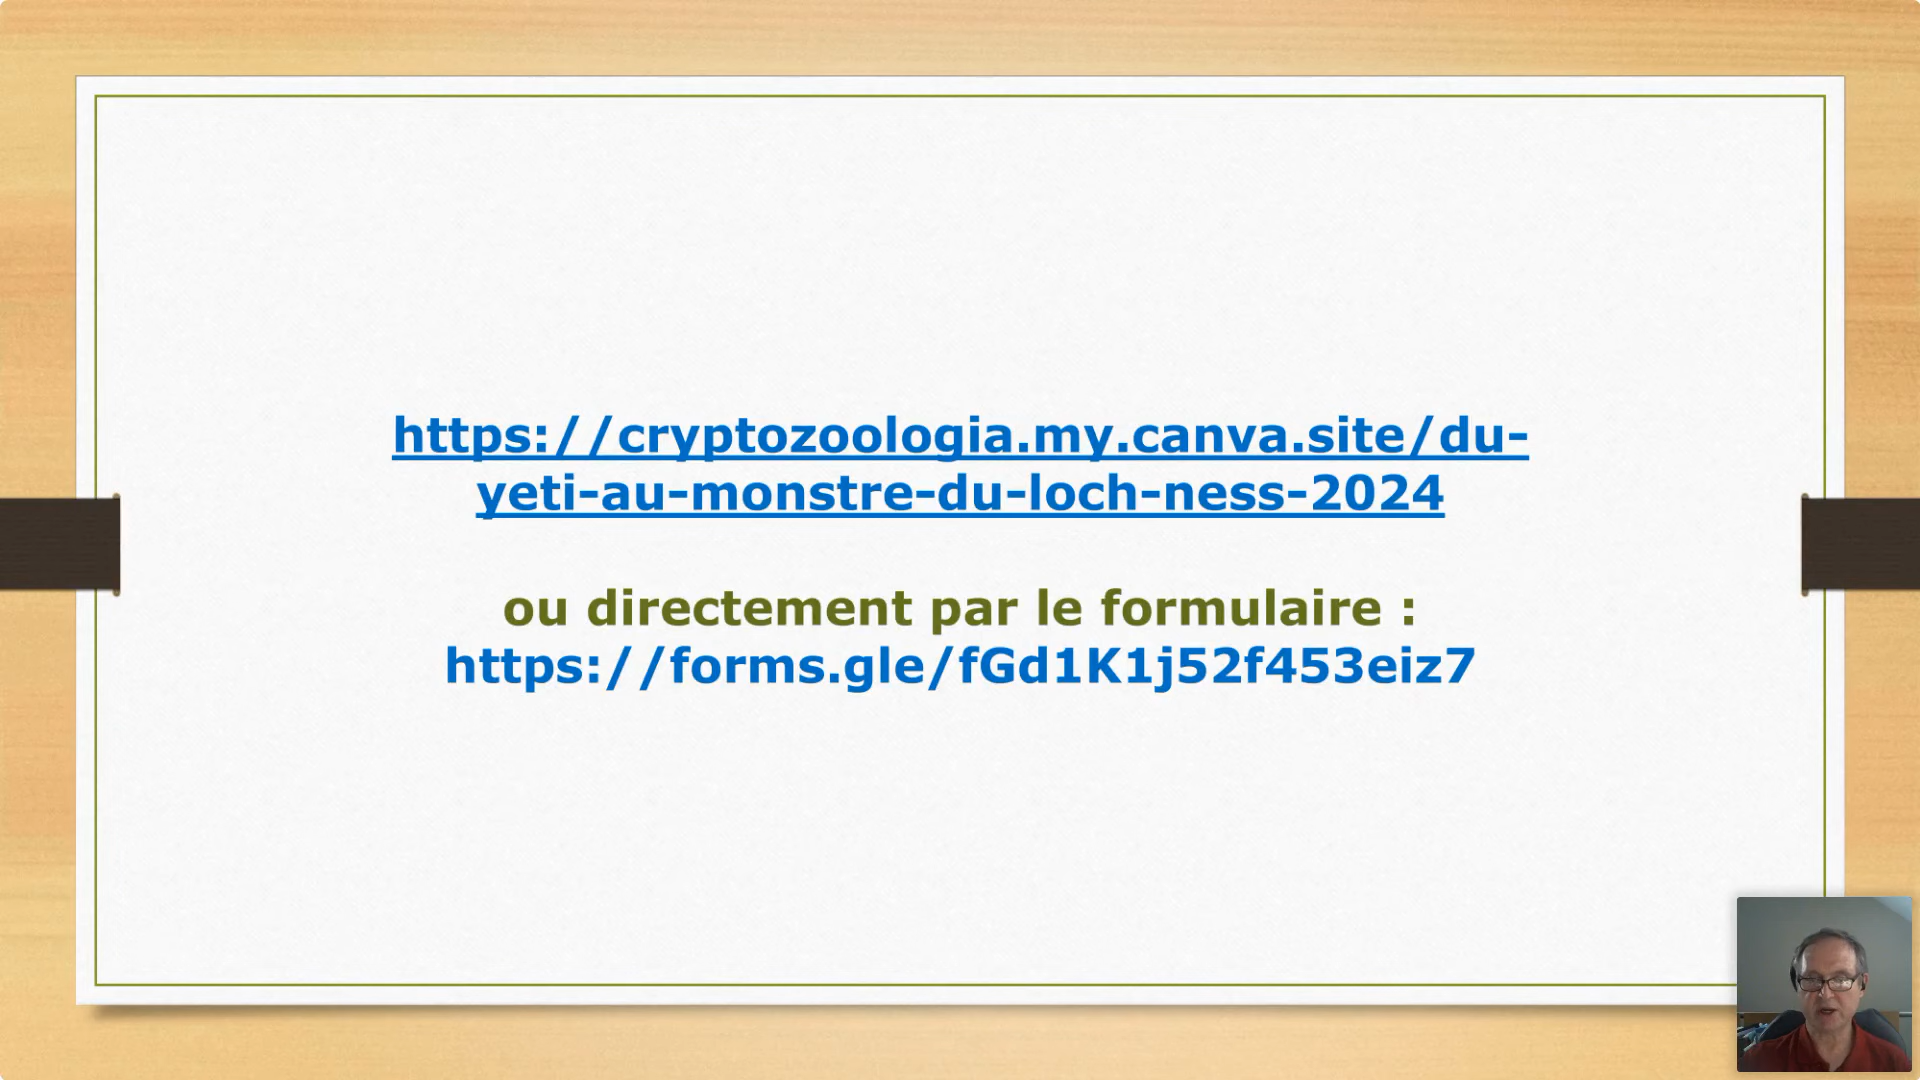 https://cryptozoologia.my.canva.site/du-
yeti-au-monstre-du-loch-ness-2024
ou directement par le formulaire :
https://forms.gle/fGd1K1j52f453eiz7